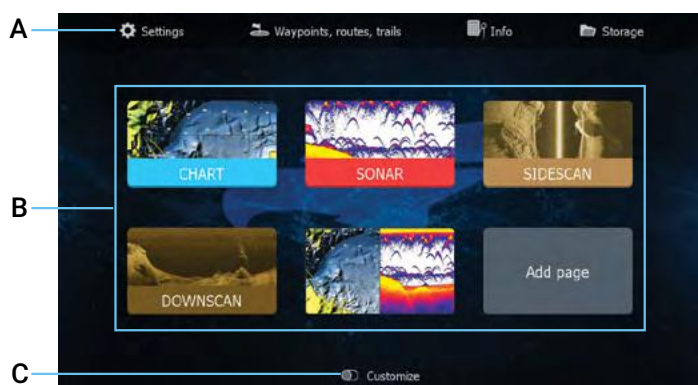 A
Settings
Waypoints, routes, trails
Info
Storage
B
CHART
SONAR
SIDESCAN
DOWNSCAN
Add page
C
Customize